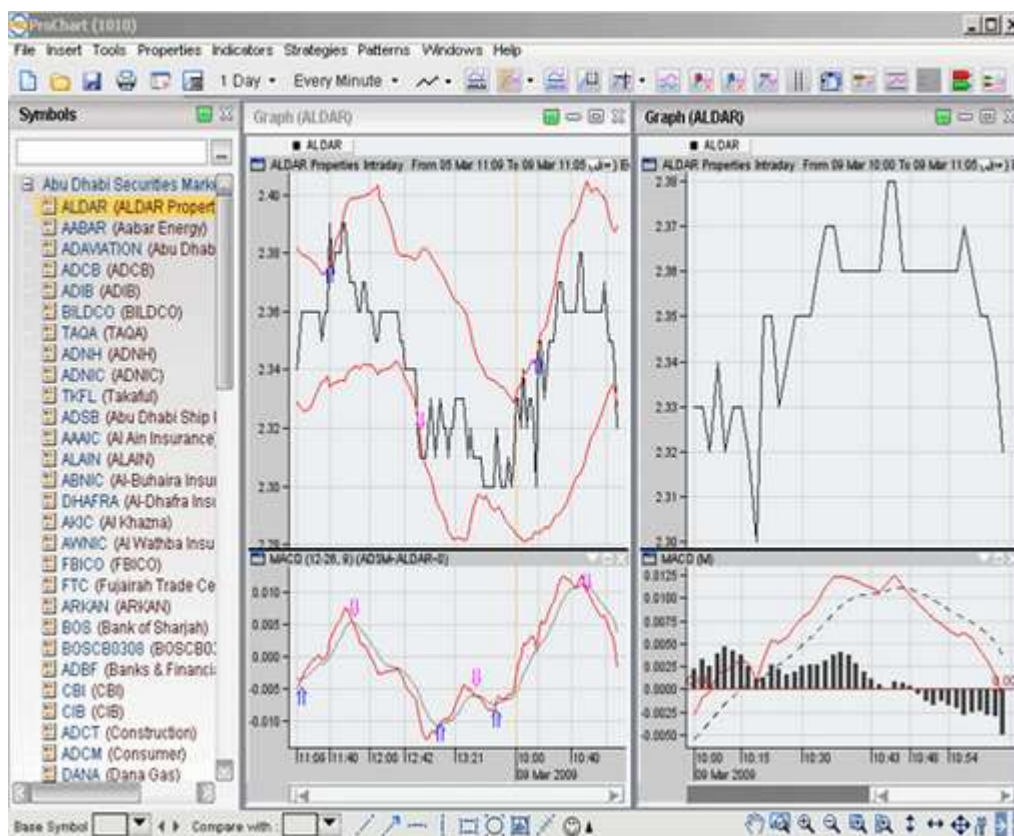 ProChart (1010)
File Insert Tools Properties Indicators Strategies Patterns Windows Help
1 Day Every Minute
Symbols
Abu Dhabi Securities Marke
ALDAR (ALDAR Propert
AABAR (Aabar Energy)
ADAVIATION (Abu Dhab
ADCB (ADCB)
ADIB (ADIB)
BILDCO (BILDCO)
TAQA (TAQA)
ADNH (ADNH)
ADNIC (ADNIC)
TKFL (Takaful)
ADSB (Abu Dhabi Ship
AAAIC (Al Ain Insurance)
ALAIN (ALAIN)
ABNIC (Al-Buhaira Insu
DHAFRA (Al-Dhafra Insu
AKIC (Al Khazna)
AWNIC (Al Wathba Insu
FBICO (FBICO)
FTC (Fujairah Trade Ce
ARKAN (ARKAN)
BOS (Bank of Sharjah)
BOSCB0308 (BOSCB03
ADBF (Banks & Financia
CBI (CBI)
CIB (CIB)
ADCT (Construction)
ADCM (Consumer)
DANA (Dana Gas)
Graph (ALDAR)
ALDAR
ALDAR Properties Intraday From 05 Mar 11:09 To 09 Mar 11:05
2.40
2.38
2.36
2.34
2.32
2.30
2.28
MACD (12-26, 9) (ADSM~ALDAR~0)
0.010
0.005
0.000
-0.005
-0.010
11:09 11:40 12:08 12:42 13:21 10:00 10:40
09 Mar 2009
Graph (ALDAR)
ALDAR
ALDAR Properties Intraday From 09 Mar 10:00 To 09 Mar 11:05
2.38
2.37
2.36
2.35
2.34
2.33
2.32
2.31
2.30
MACD (M)
0.0125
0.0100
0.0075
0.0050
0.0025
0.0000
-0.0025
-0.0050
10:00 10:15 10:30 10:43 10:46 10:54
09 Mar 2009
Base Symbol Compare with :